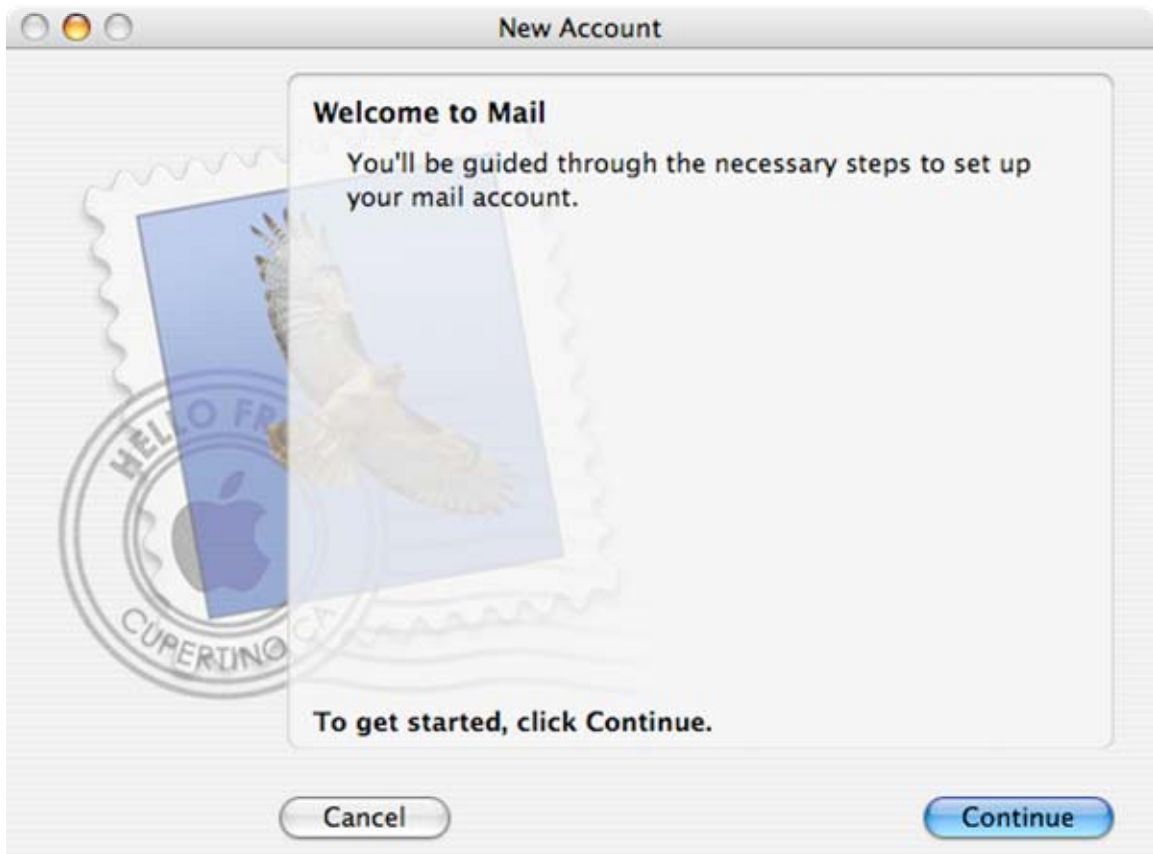 New Account
Welcome to Mail
You'll be guided through the necessary steps to set up
your mail account.
HELLO FR
CUPERTINO CA
To get started, click Continue.
Cancel
Continue